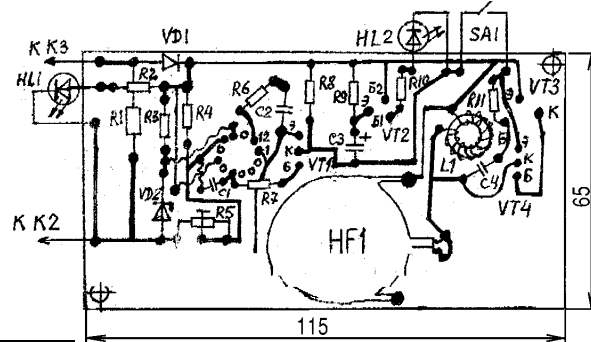 К К3
VD1
HL2
SA1
HL1
R2
R6
C2
R8
R9
Б2
Э
Б1
R10
VT2
R11
VT3
К
Э
R1
R3
R4
12
1
Э
К
Б
VT1
C3
+
L1
Б
Э
К
Б
C4
VT4
VD2
C1
R7
R5
К К2
HF1
65
115